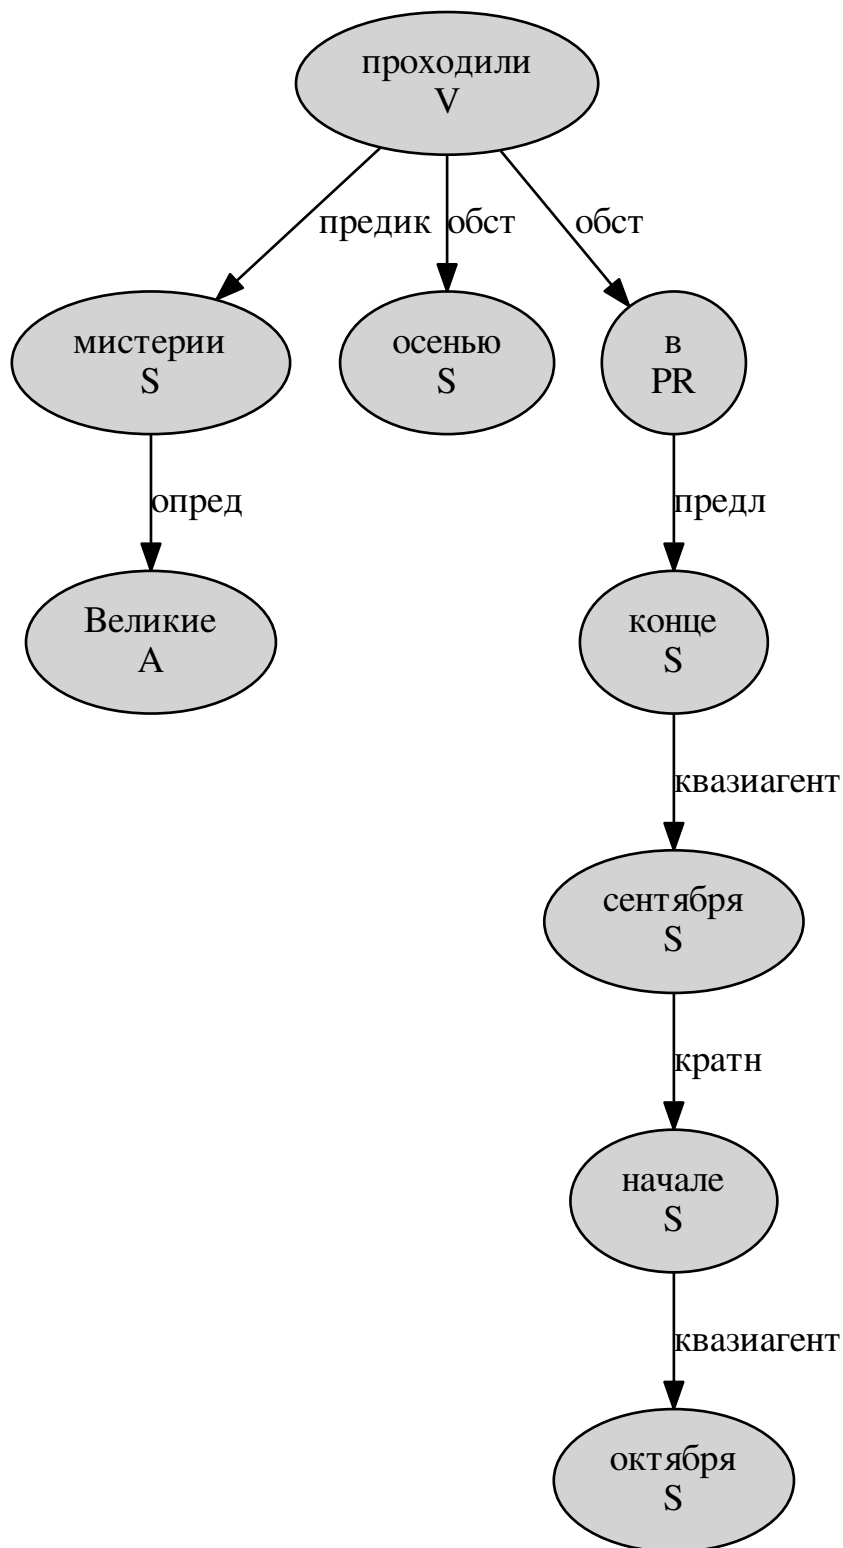 проходили
V
предик
обст
обст
мистерии
S
осенью
S
в
PR
опред
предл
Великие
A
конце
S
квазиагент
сентября
S
кратн
начале
S
квазиагент
октября
S